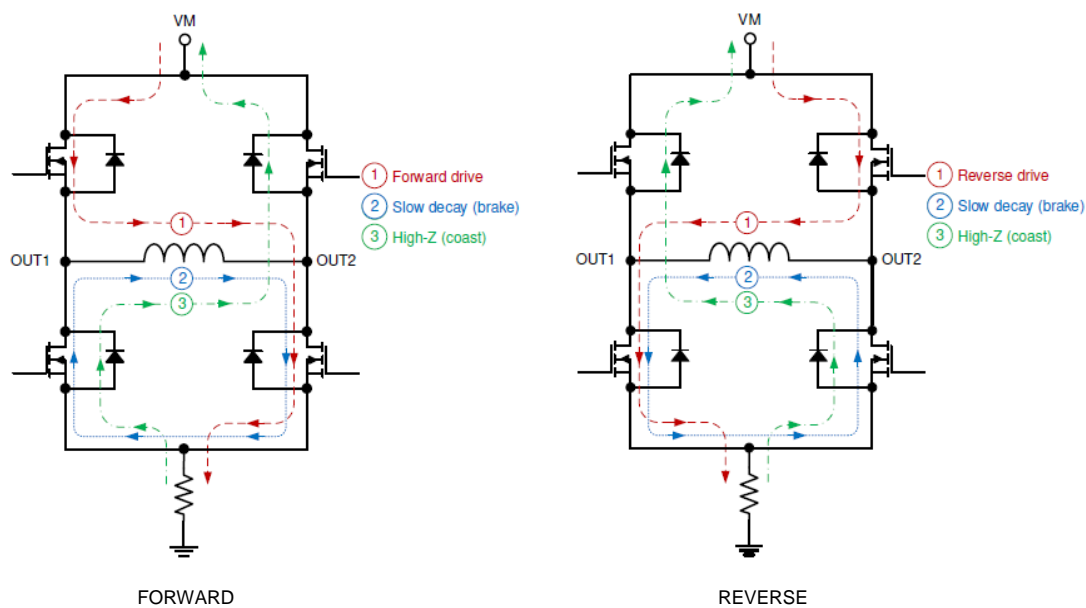 VM
1 Forward drive
2 Slow decay (brake)
3 High-Z (coast)
1
OUT1
OUT2
2
3
FORWARD
VM
1 Reverse drive
2 Slow decay (brake)
3 High-Z (coast)
1
OUT1
OUT2
2
3
REVERSE